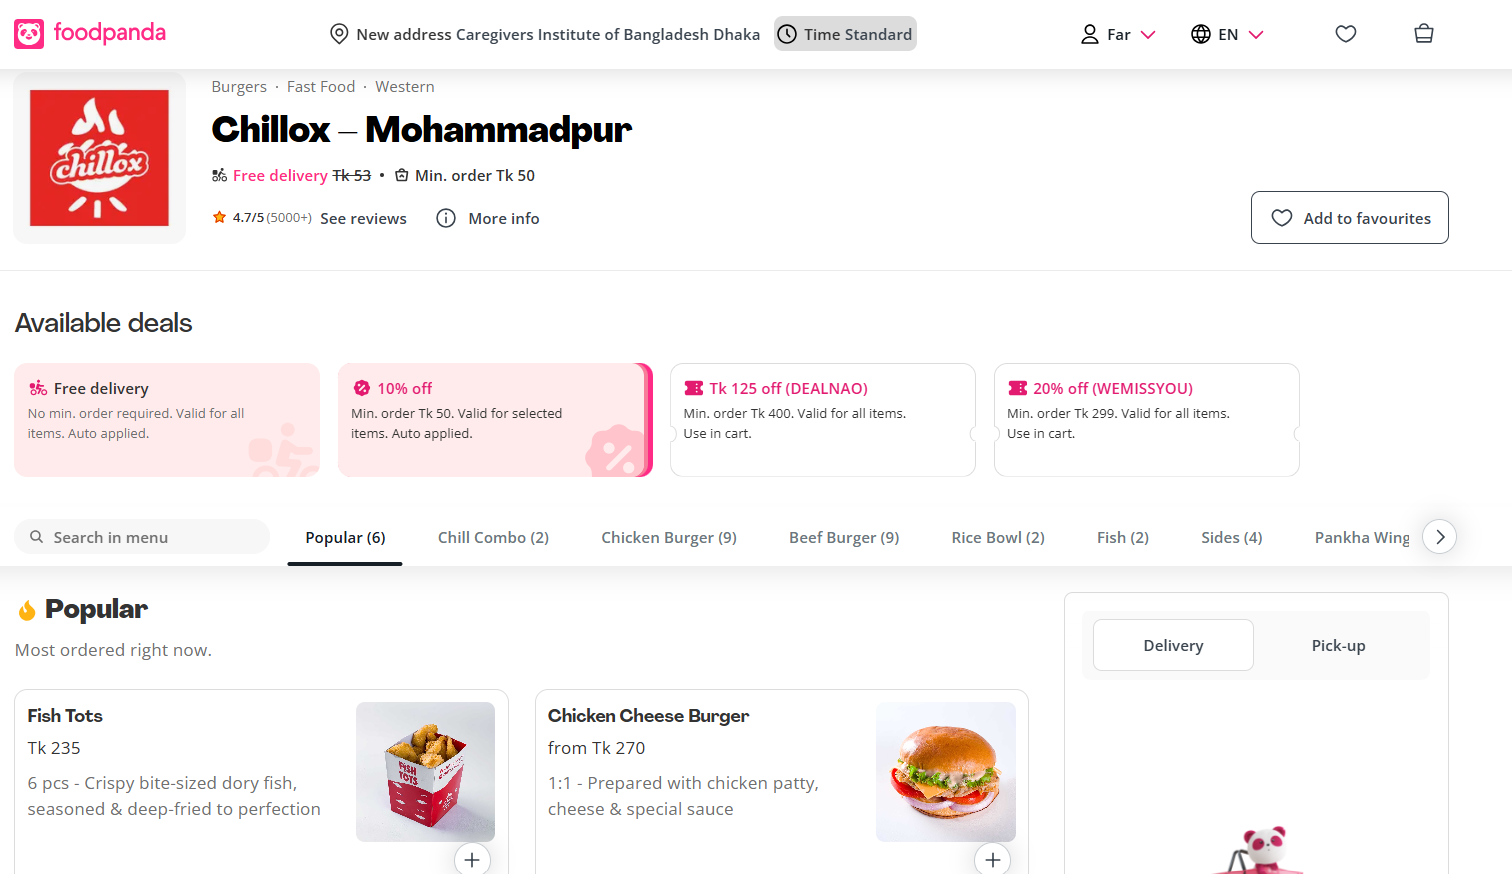 foodpanda
New address Caregivers Institute of Bangladesh Dhaka
Time Standard
Far
EN
Burgers · Fast Food · Western
chillox
Chillox – Mohammadpur
Free delivery Tk 53 • Min. order Tk 50
4.7/5 (5000+) See reviews More info
Add to favourites
Available deals
Free delivery
No min. order required. Valid for all
items. Auto applied.
10% off
Min. order Tk 50. Valid for selected
items. Auto applied.
Tk 125 off (DEALNAO)
Min. order Tk 400. Valid for all items.
Use in cart.
20% off (WEMISSYOU)
Min. order Tk 299. Valid for all items.
Use in cart.
Search in menu
Popular (6)
Chill Combo (2)
Chicken Burger (9)
Beef Burger (9)
Rice Bowl (2)
Fish (2)
Sides (4)
Pankha Wing
Popular
Most ordered right now.
Delivery
Pick-up
Fish Tots
Tk 235
6 pcs - Crispy bite-sized dory fish,
seasoned & deep-fried to perfection
FISH
TOTS
Chicken Cheese Burger
from Tk 270
1:1 - Prepared with chicken patty,
cheese & special sauce